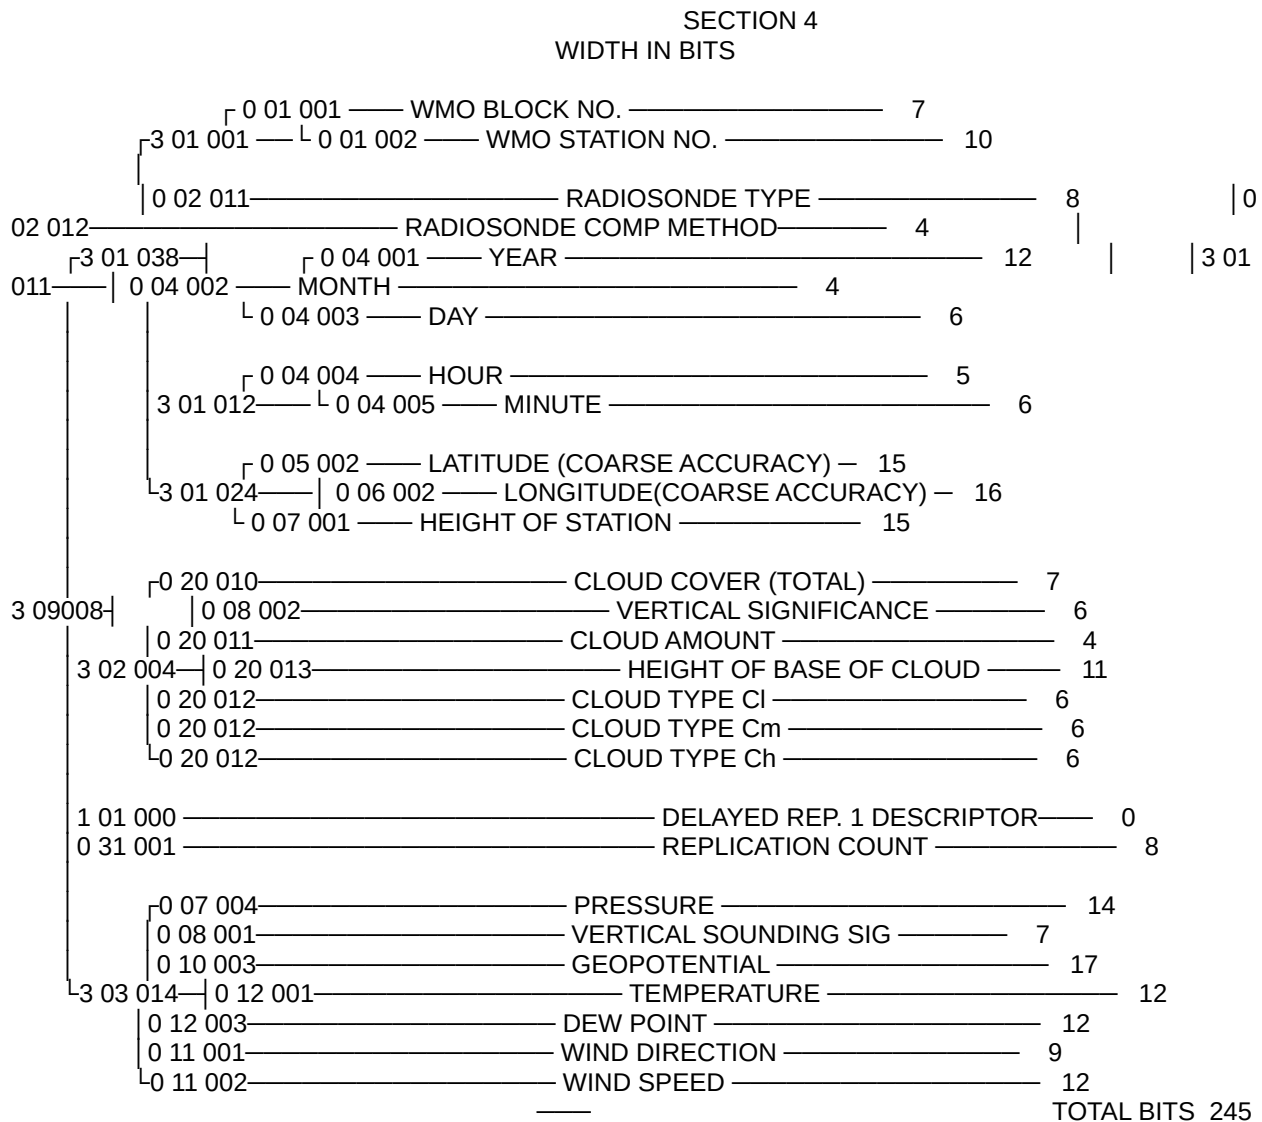 SECTION 4
WIDTH IN BITS
┌ 0 01 001 ─── WMO BLOCK NO. ────────────── 7
┌3 01 001 ──└ 0 01 002 ─── WMO STATION NO. ──────────── 10
│
│0 02 011───────────────── RADIOSONDE TYPE ──────────── 8 │0
02 012───────────────── RADIOSONDE COMP METHOD────── 4 │
┌3 01 038─┤ ┌ 0 04 001 ─── YEAR ─────────────────────── 12 │ │3 01
011───│ 0 04 002 ─── MONTH ────────────────────── 4
│ │ └ 0 04 003 ─── DAY ──────────────────────── 6
│ │
│ │ ┌ 0 04 004 ─── HOUR ─────────────────────── 5
│ │3 01 012───└ 0 04 005 ─── MINUTE ───────────────────── 6
│ │
│ │ ┌ 0 05 002 ─── LATITUDE (COARSE ACCURACY) ─ 15
│ └3 01 024───│ 0 06 002 ─── LONGITUDE(COARSE ACCURACY) ─ 16
│ └ 0 07 001 ─── HEIGHT OF STATION ────────── 15
│
│ ┌0 20 010───────────────── CLOUD COVER (TOTAL) ──────── 7
3 09008┤ │0 08 002───────────────── VERTICAL SIGNIFICANCE ────── 6
│ │0 20 011───────────────── CLOUD AMOUNT ─────────────── 4
│ 3 02 004─┤0 20 013───────────────── HEIGHT OF BASE OF CLOUD ──── 11
│ │0 20 012───────────────── CLOUD TYPE Cl ────────────── 6
│ │0 20 012───────────────── CLOUD TYPE Cm ────────────── 6
│ └0 20 012───────────────── CLOUD TYPE Ch ────────────── 6
│
│1 01 000 ────────────────────────── DELAYED REP. 1 DESCRIPTOR─── 0
│0 31 001 ────────────────────────── REPLICATION COUNT ────────── 8
│
│ ┌0 07 004───────────────── PRESSURE ─────────────────── 14
│ │0 08 001───────────────── VERTICAL SOUNDING SIG ────── 7
│ │0 10 003───────────────── GEOPOTENTIAL ─────────────── 17
└3 03 014─┤0 12 001───────────────── TEMPERATURE ──────────────── 12
│0 12 003───────────────── DEW POINT ────────────────── 12
│0 11 001───────────────── WIND DIRECTION ───────────── 9
└0 11 002───────────────── WIND SPEED ───────────────── 12
─── TOTAL BITS 245